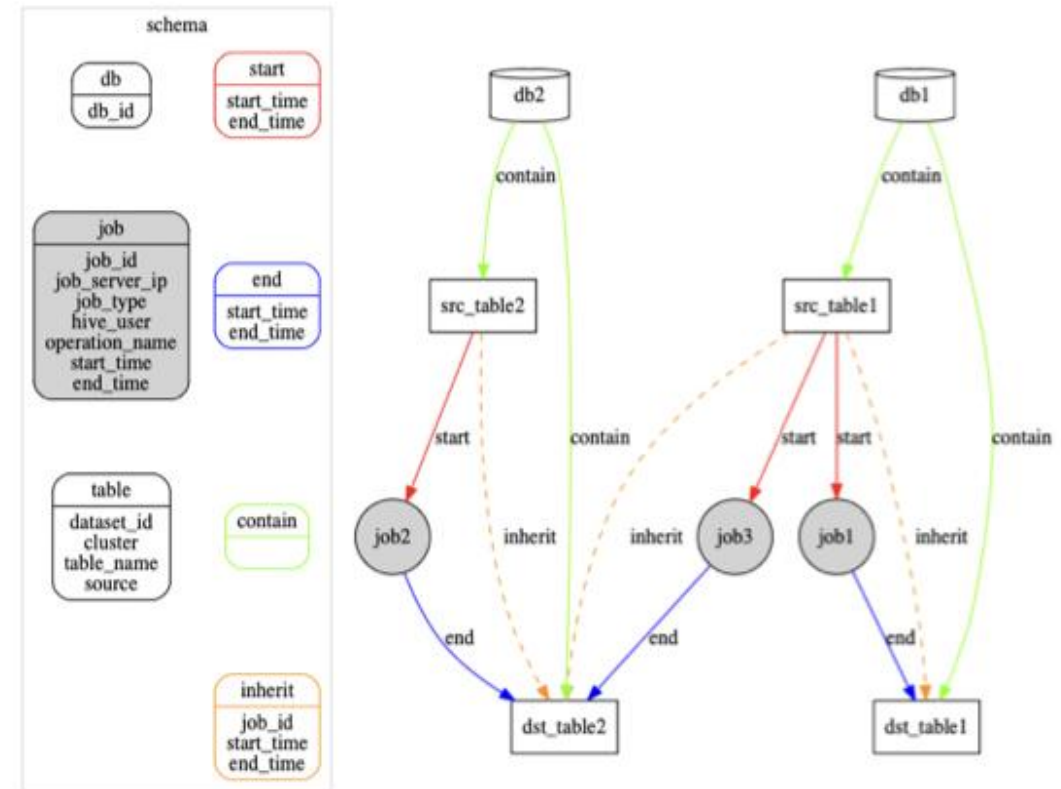 schema
db
db_id
start
start_time
end_time
job
job_id
job_server_ip
job_type
hive_user
operation_name
start_time
end_time
end
start_time
end_time
table
dataset_id
cluster
table_name
source
contain
inherit
job_id
start_time
end_time
db2
db1
contain
contain
src_table2
src_table1
start
contain
start
start
contain
job2
inherit
inherit
job3
job1
inherit
end
end
end
dst_table2
dst_table1